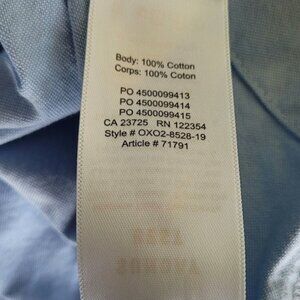 Body: 100% Cotton
Corps: 100% Coton
PO 4500099413
PO 4500099414
PO 4500099415
CA 23725 RN 122354
Style # OXO2-8528-19
Article # 71791